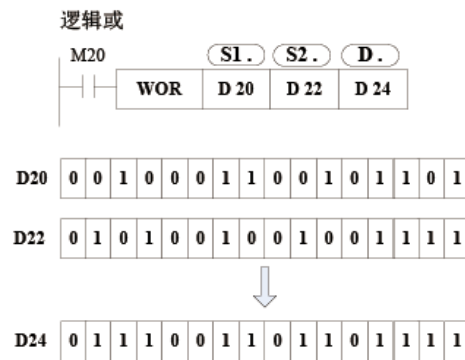 逻辑或
M20 S1. S2. D.
WOR D 20 D 22 D 24
D20 0 0 1 0 0 0 1 1 0 0 1 0 1 1 0 1
D22 0 1 0 1 0 0 1 0 0 1 0 0 1 1 1 1
D24 0 1 1 1 0 0 1 1 0 1 1 0 1 1 1 1